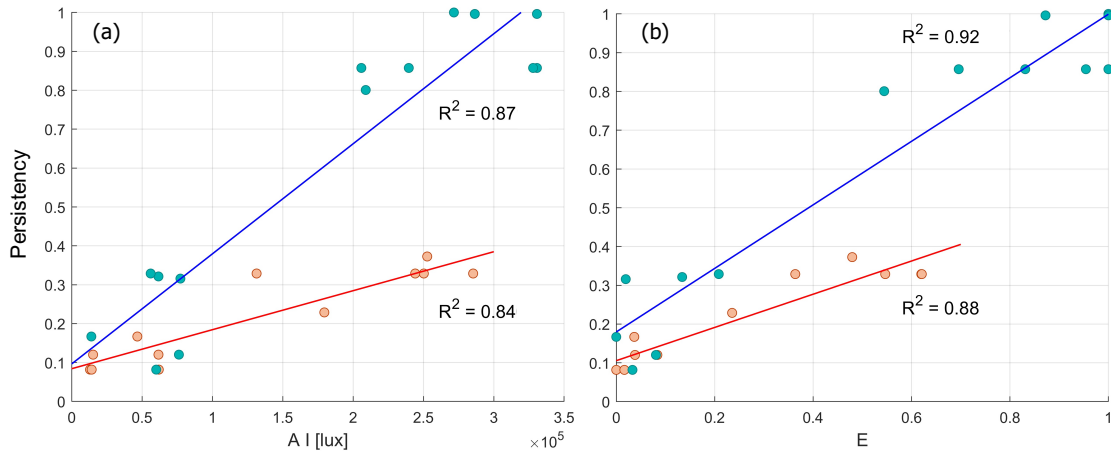 (a)
(b)
Persistency
1
0.9
0.8
0.7
0.6
0.5
0.4
0.3
0.2
0.1
0
R² = 0.87
R² = 0.84
0 0.5 1 1.5 2 2.5 3 3.5
A I [lux]
×10⁵
1
0.9
0.8
0.7
0.6
0.5
0.4
0.3
0.2
0.1
0
R² = 0.92
R² = 0.88
0.2 0.4 0.6 0.8 1
E